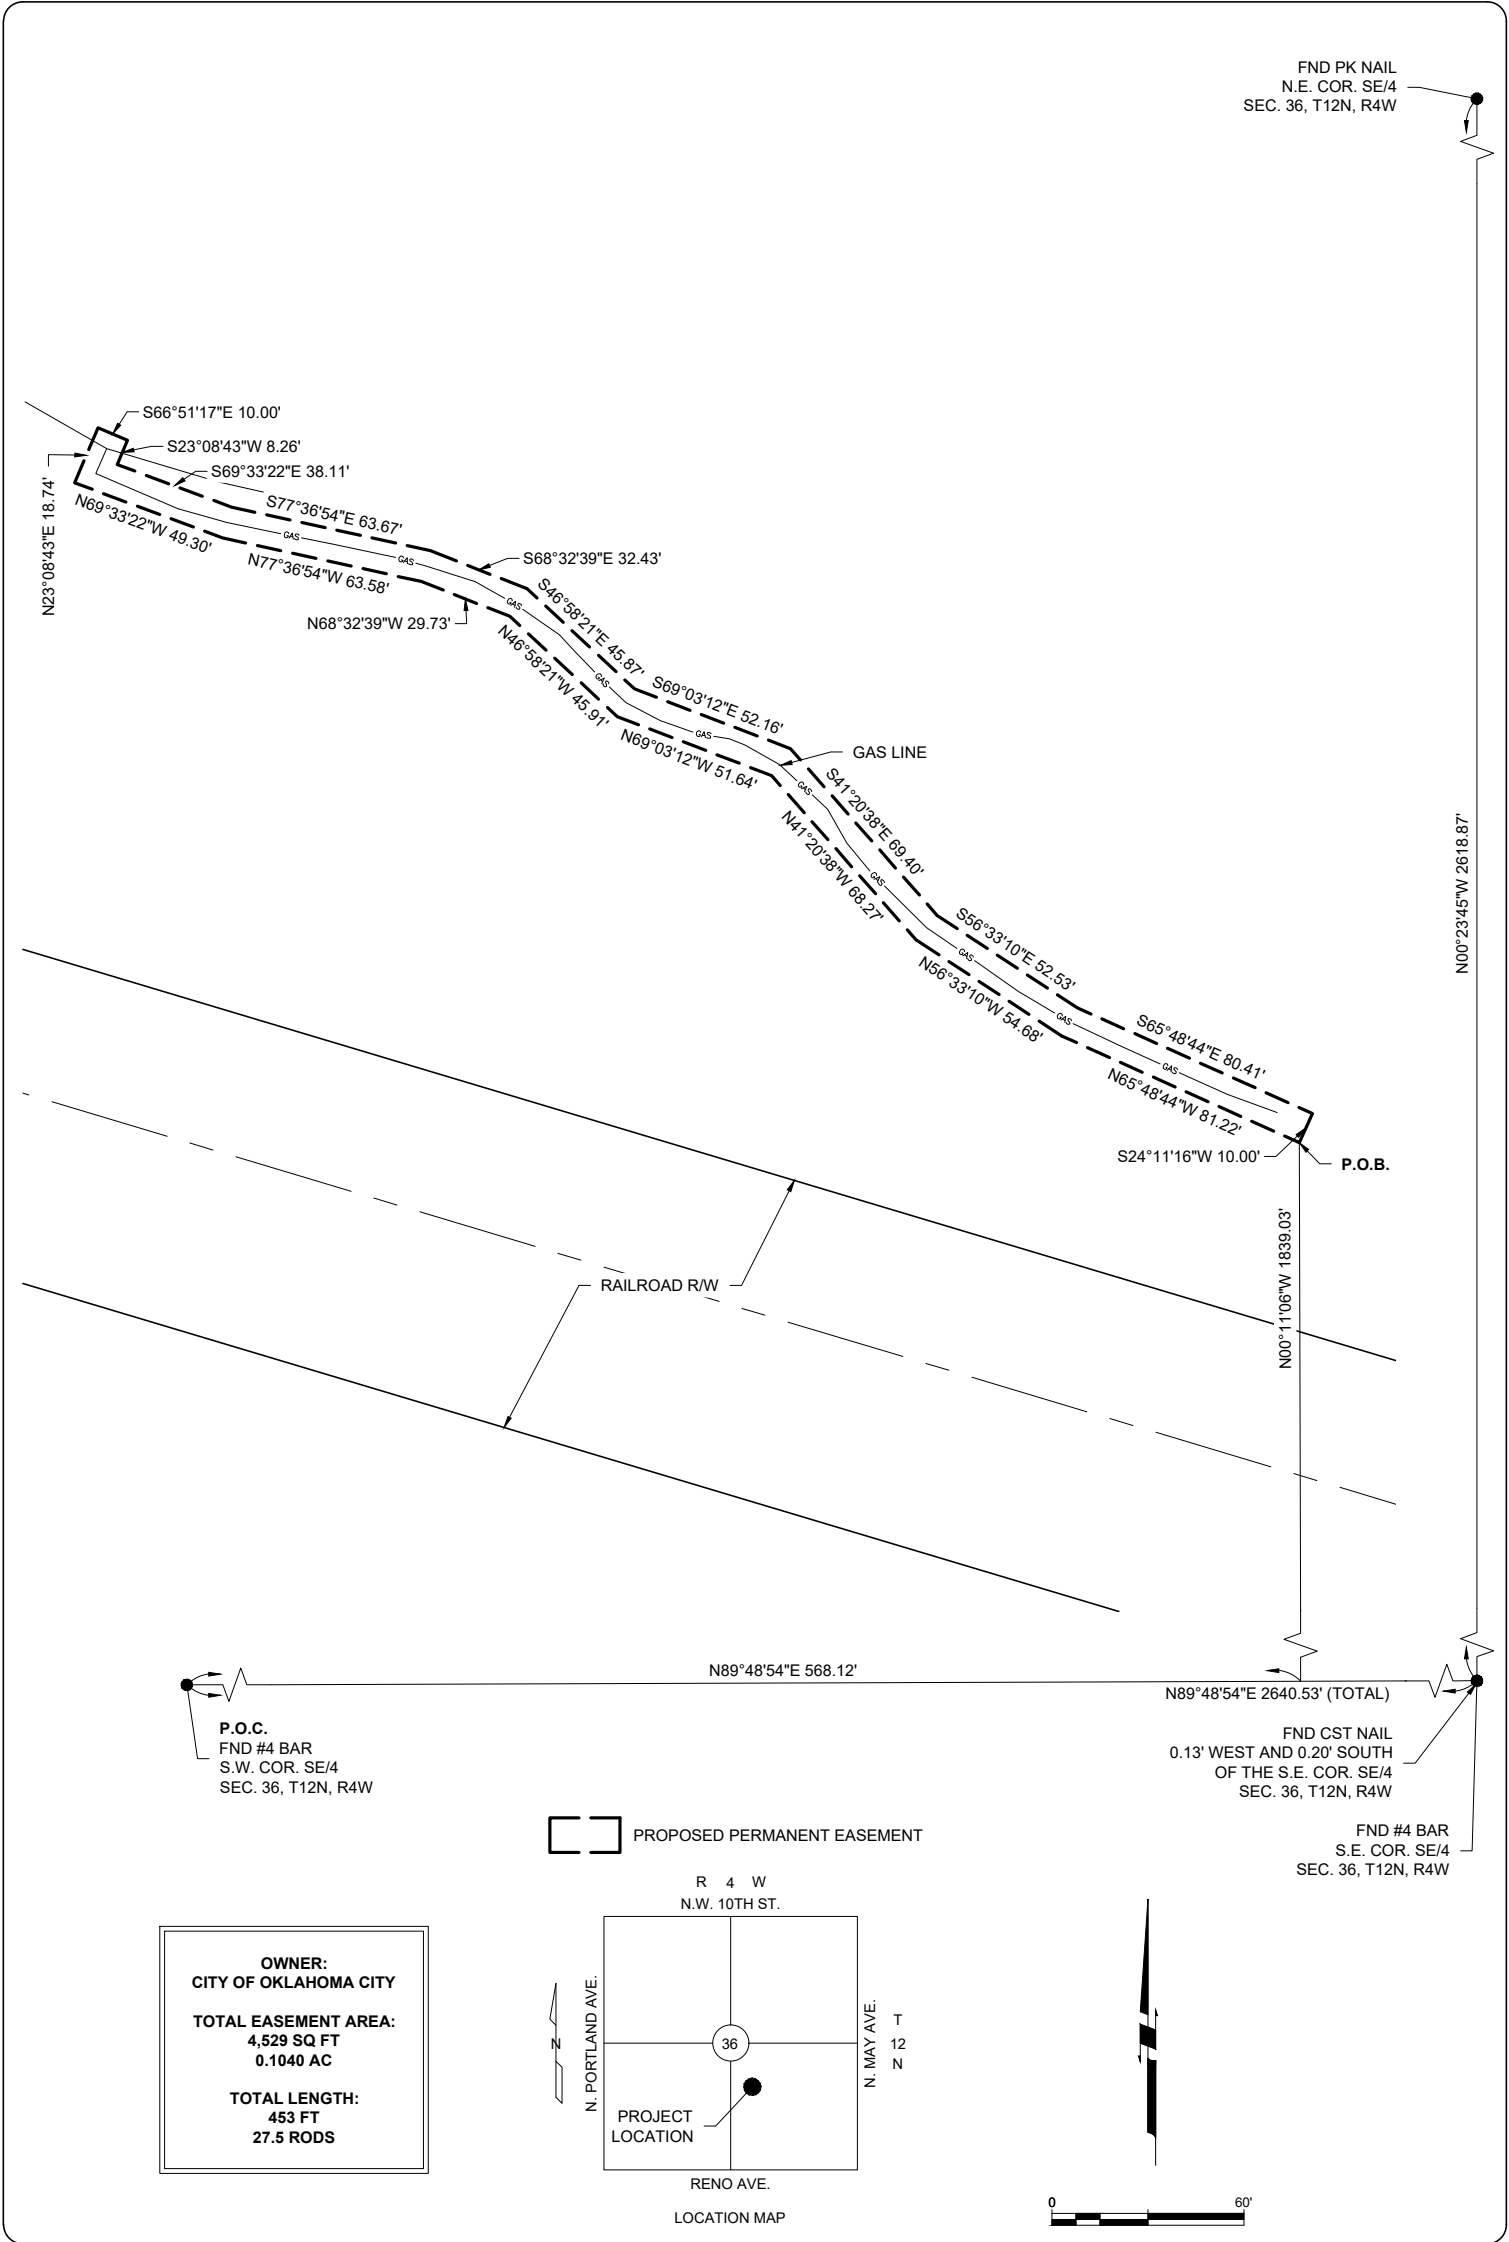 FND PK NAIL
N.E. COR. SE/4
SEC. 36, T12N, R4W
S66°51'17"E 10.00'
S23°08'43"W 8.26'
S69°33'22"E 38.11'
S77°36'54"E 63.67'
S68°32'39"E 32.43'
S46°58'21"E 45.87'
S69°03'12"E 52.16'
GAS LINE
S41°20'38"E 69.40'
S56°33'10"E 52.53'
S65°48'44"E 80.41'
N23°08'43"E 18.74'
N69°33'22"W 49.30'
N77°36'54"W 63.58'
N68°32'39"W 29.73'
N46°58'21"W 45.91'
N69°03'12"W 51.64'
N41°20'38"W 68.27'
N56°33'10"W 54.68'
N65°48'44"W 81.22'
GAS
GAS
GAS
GAS
GAS
GAS
GAS
GAS
GAS
GAS
S24°11'16"W 10.00'
P.O.B.
N00°23'45"W 2618.87'
N00°11'06"W 1839.03'
RAILROAD R/W
N89°48'54"E 568.12'
N89°48'54"E 2640.53' (TOTAL)
P.O.C.
FND #4 BAR
S.W. COR. SE/4
SEC. 36, T12N, R4W
FND CST NAIL
0.13' WEST AND 0.20' SOUTH
OF THE S.E. COR. SE/4
SEC. 36, T12N, R4W
FND #4 BAR
S.E. COR. SE/4
SEC. 36, T12N, R4W
PROPOSED PERMANENT EASEMENT
R 4 W
N.W. 10TH ST.
N. PORTLAND AVE.
N. MAY AVE.
T
12
N
N
36
PROJECT
LOCATION
RENO AVE.
LOCATION MAP
OWNER:
CITY OF OKLAHOMA CITY
TOTAL EASEMENT AREA:
4,529 SQ FT
0.1040 AC
TOTAL LENGTH:
453 FT
27.5 RODS
0 60'